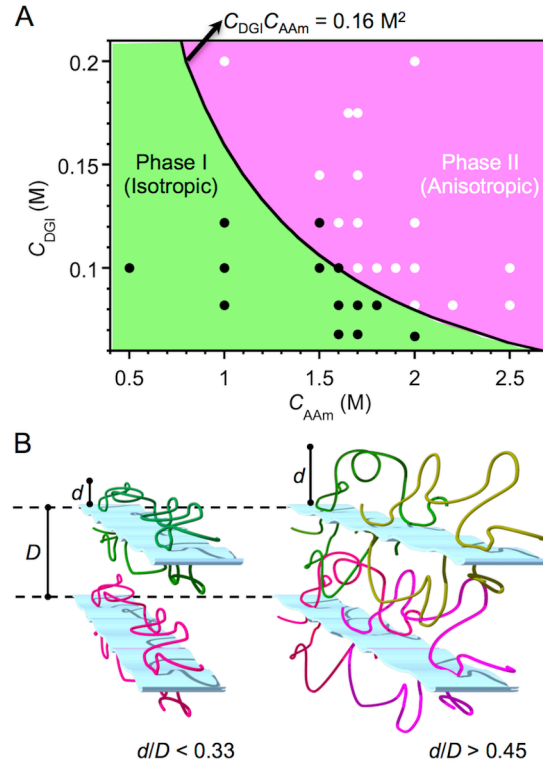 A
C_DGI C_AAm = 0.16 M²
0.2
0.15
0.1
C_DGI (M)
Phase I
(Isotropic)
Phase II
(Anisotropic)
0.5
1
1.5
2
2.5
C_AAm (M)
B
d
D
d
d/D < 0.33
d/D > 0.45